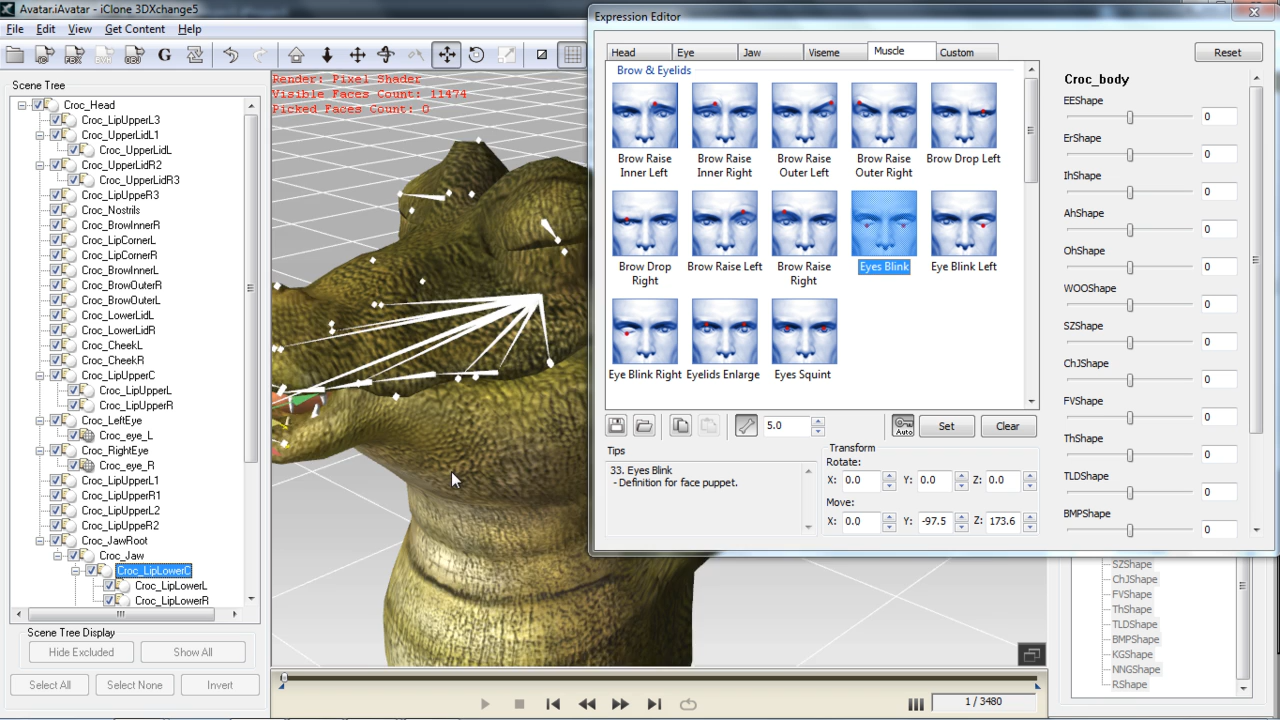 Avatar.iAvatar - iClone 3DXchange5
File Edit View Get Content Help
Scene Tree
Croc_Head
Croc_LipUpperL3
Croc_UpperLidL1
Croc_UpperLidL
Croc_UpperLidR2
Croc_UpperLidR3
Croc_LipUpperR3
Croc_Nostrils
Croc_BrowInnerR
Croc_LipCornerL
Croc_LipCornerR
Croc_BrowInnerL
Croc_BrowOuterR
Croc_BrowOuterL
Croc_LowerLidL
Croc_LowerLidR
Croc_CheekL
Croc_CheekR
Croc_LipUpperC
Croc_LipUpperL
Croc_LipUpperR
Croc_LeftEye
Croc_eye_L
Croc_RightEye
Croc_eye_R
Croc_LipUpperL1
Croc_LipUpperR1
Croc_LipUpperL2
Croc_LipUppeR2
Croc_JawRoot
Croc_Jaw
Croc_LipLowerC
Croc_LipLowerL
Croc_LipLowerR
Scene Tree Display
Hide Excluded Show All
Select All Select None Invert
Render: Pixel Shader
Visible Faces Count: 11474
Picked Faces Count: 0
1 / 3480
Expression Editor
Head Eye Jaw Viseme Muscle Custom Reset
Brow & Eyelids
Brow Raise Inner Left
Brow Raise Inner Right
Brow Raise Outer Left
Brow Raise Outer Right
Brow Drop Left
Brow Drop Right
Brow Raise Left
Brow Raise Right
Eyes Blink
Eye Blink Left
Eye Blink Right
Eyelids Enlarge
Eyes Squint
5.0 Auto Set Clear
Tips
33. Eyes Blink
- Definition for face puppet.
Transform
Rotate:
X: 0.0 Y: 0.0 Z: 0.0
Move:
X: 0.0 Y: -97.5 Z: 173.6
Croc_body
EEShape
0
ErShape
0
IhShape
0
AhShape
0
OhShape
0
WOOShape
0
SZShape
0
ChJShape
0
FVShape
0
ThShape
0
TLDShape
0
BMPShape
0
SZShape
ChJShape
FVShape
ThShape
TLDShape
BMPShape
KGShape
NNGShape
RShape